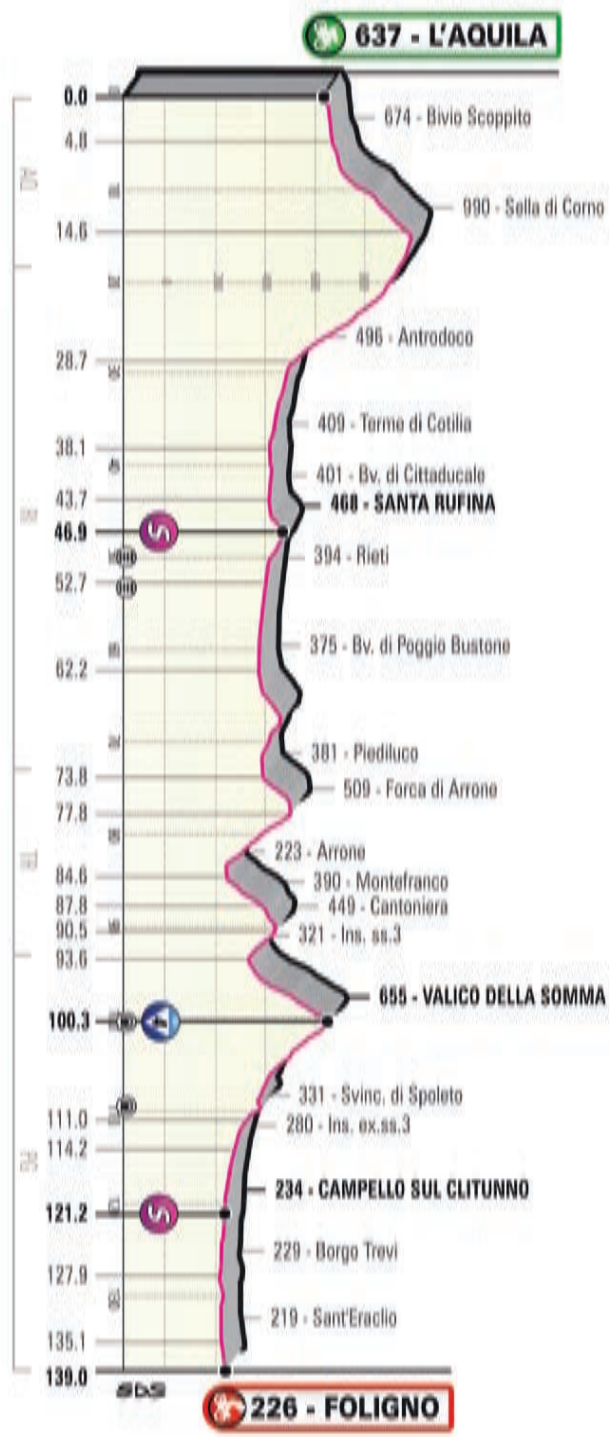 637 - L'AQUILA
0.0
674 - Bivio Scoppito
4.8
990 - Sella di Corno
14.6
496 - Antrodoco
28.7
409 - Terme di Cotilia
38.1
401 - Bv. di Cittaducale
43.7
468 - SANTA RUFINA
46.9 S
394 - Rieti
52.7
375 - Bv. di Poggio Bustone
62.2
381 - Piediluco
73.8
509 - Forca di Arrone
77.8
223 - Arrone
84.6
390 - Montefranco
87.8
449 - Cantoniera
90.5
321 - Ins. ss.3
93.6
655 - VALICO DELLA SOMMA
100.3
331 - Svinc. di Spoleto
111.0
280 - Ins. ex.ss.3
114.2
234 - CAMPELLO SUL CLITUNNO
121.2 S
229 - Borgo Trevi
127.9
219 - Sant'Eraclio
135.1
139.0
226 - FOLIGNO
AQ
RI
TR
PG